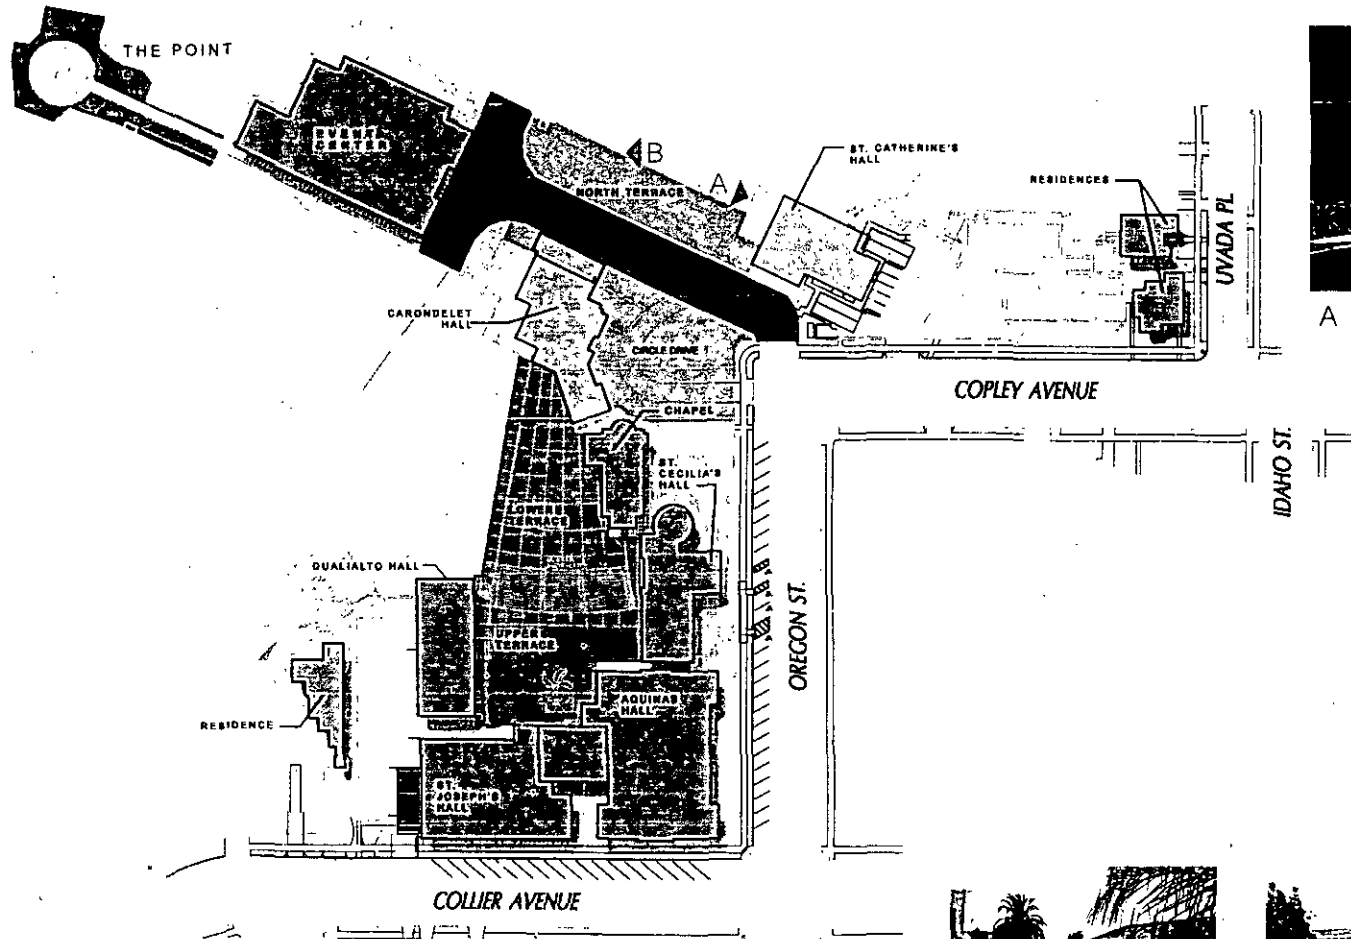 THE POINT
EVENT
CENTER
B
NORTH TERRACE
A
ST. CATHERINE'S
HALL
RESIDENCES
UVADA PL.
A
CARONDELET
HALL
CIRCLE DRIVE
COPLEY AVENUE
CHAPEL
ST.
CECILIA'S
HALL
IDAHO ST.
LOWER
TERRACE
DUALIALTO HALL
OREGON ST.
UPPER
TERRACE
AQUINAS
HALL
RESIDENCE
ST.
JOSEPH'S
HALL
COLLIER AVENUE